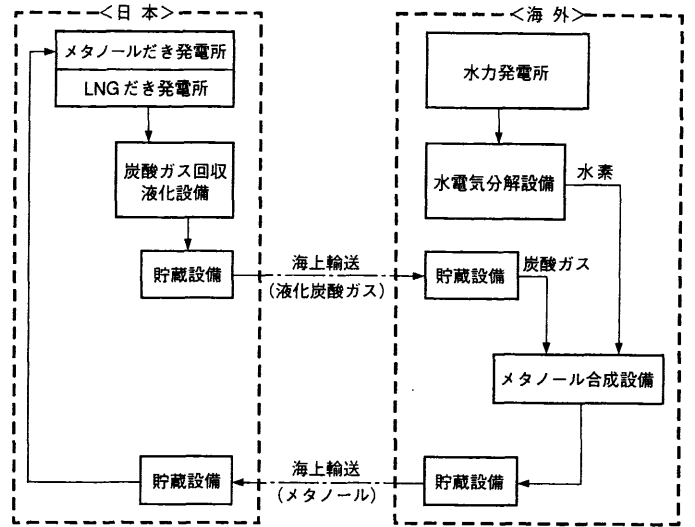 <日 本>
メタノールだき発電所
LNGだき発電所
炭酸ガス回収
液化設備
貯蔵設備
海上輸送
(液化炭酸ガス)
<海 外>
水力発電所
水電気分解設備
水 素
貯蔵設備
炭酸ガス
メタノール合成設備
貯蔵設備
海上輸送
(メタノール)
貯蔵設備